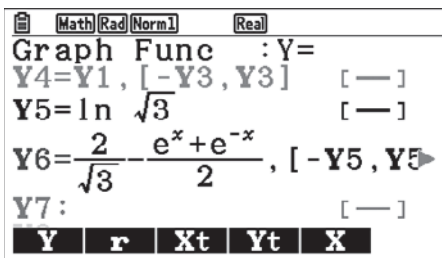 Math Rad Norm1 Real
Graph Func :Y=
Y4=Y1, [-Y3, Y3] [—]
Y5=ln √3 [—]
Y6=2/√3-(e^x+e^-x)/2, [-Y5, Y5
Y7: [—]
Y r Xt Yt X